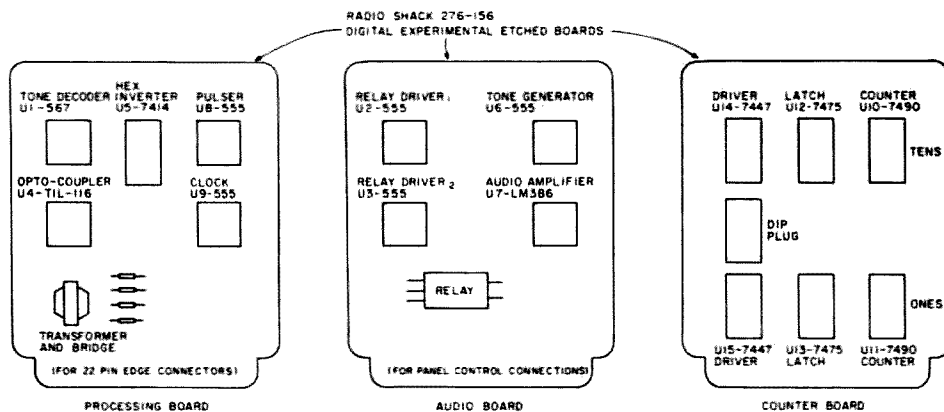 RADIO SHACK 276-156
DIGITAL EXPERIMENTAL ETCHED BOARDS
TONE DECODER
U1-567
HEX
INVERTER
U5-7414
PULSER
U8-555
OPTO-COUPLER
U4-TIL-116
CLOCK
U9-555
TRANSFORMER
AND BRIDGE
(FOR 22 PIN EDGE CONNECTORS)
PROCESSING BOARD
RELAY DRIVER 1
U2-555
TONE GENERATOR
U6-555
RELAY DRIVER 2
U3-555
AUDIO AMPLIFIER
U7-LM386
RELAY
(FOR PANEL CONTROL CONNECTIONS)
AUDIO BOARD
DRIVER
U14-7447
LATCH
U12-7475
COUNTER
U10-7490
TENS
DIP
PLUG
ONES
U15-7447
DRIVER
U13-7475
LATCH
U11-7490
COUNTER
COUNTER BOARD